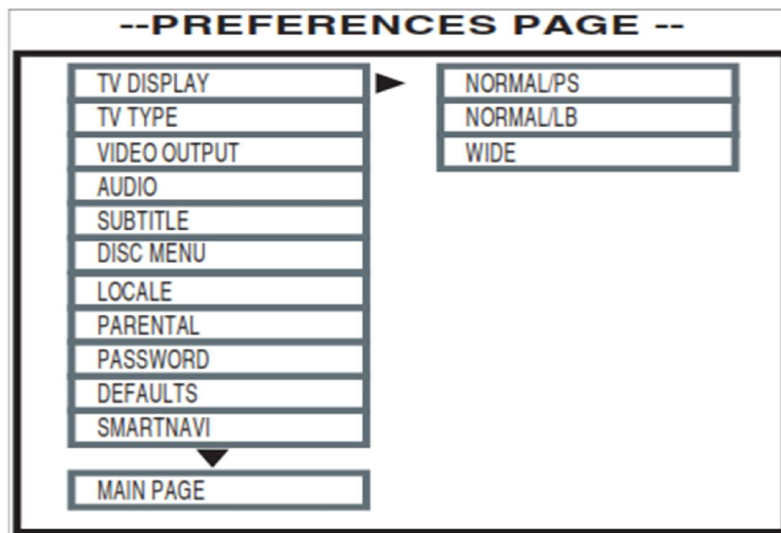 --PREFERENCES PAGE --
TV DISPLAY
TV TYPE
VIDEO OUTPUT
AUDIO
SUBTITLE
DISC MENU
LOCALE
PARENTAL
PASSWORD
DEFAULTS
SMARTNAVI
MAIN PAGE
NORMAL/PS
NORMAL/LB
WIDE